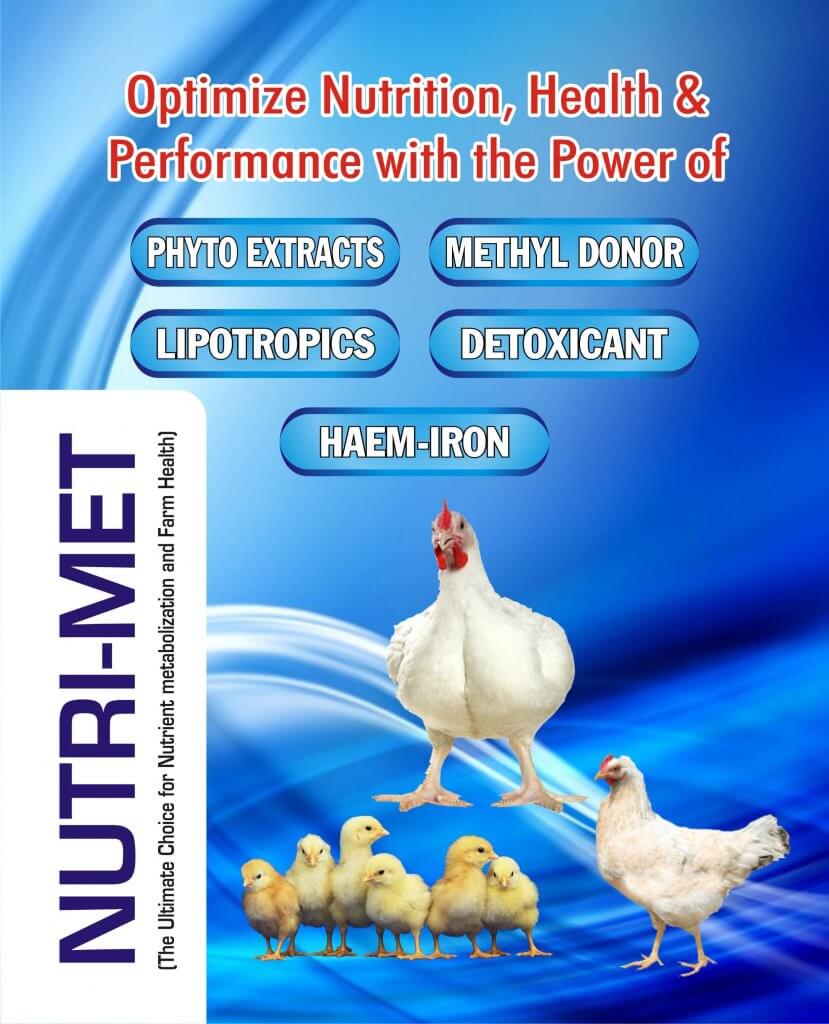 Optimize Nutrition, Health &
Performance with the Power of
PHYTO EXTRACTS
METHYL DONOR
LIPOTROPICS
DETOXICANT
HAEM-IRON
NUTRI-MET
(The Ultimate Choice for Nutrient metabolization and Farm Health)